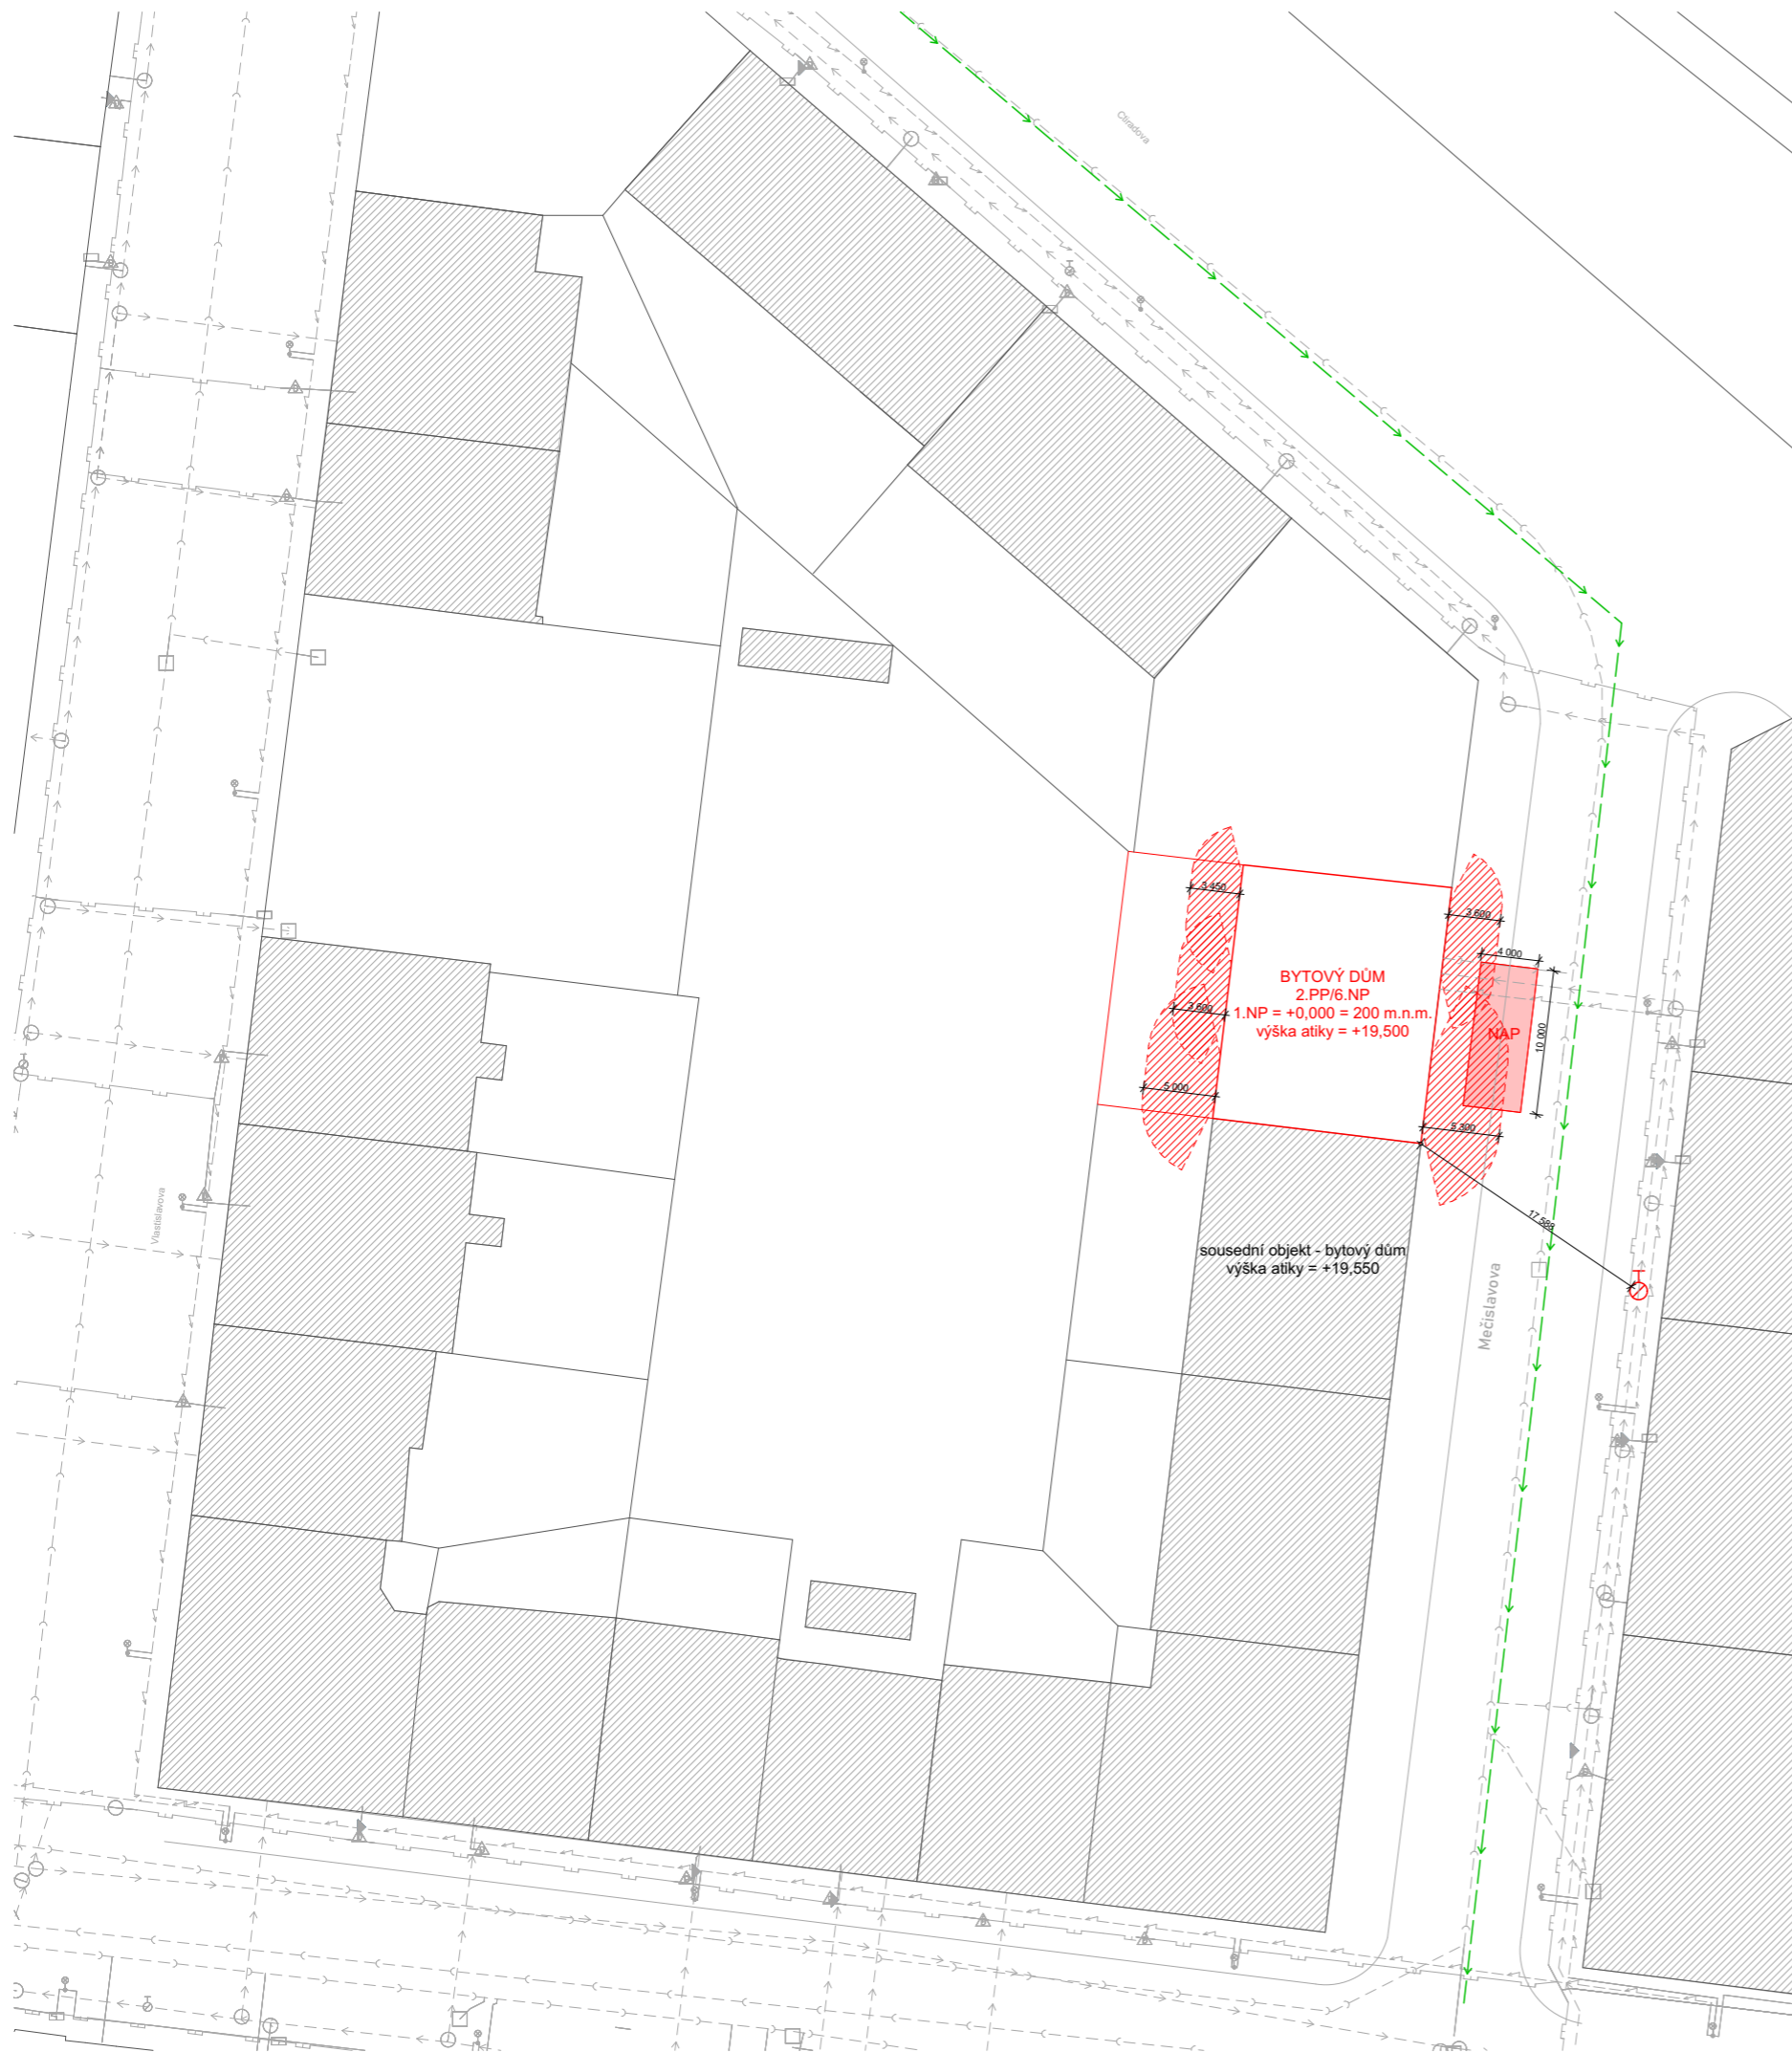 Ctiradova
3 450
3 600
4 000
BYTOVÝ DŮM
2.PP/6.NP
1.NP = +0,000 = 200 m.n.m.
výška atiky = +19,500
3 600
NAP
10 000
5 000
5 300
17 588
Vlastislavova
sousední objekt - bytový dům
výška atiky = +19,550
Mečislavova